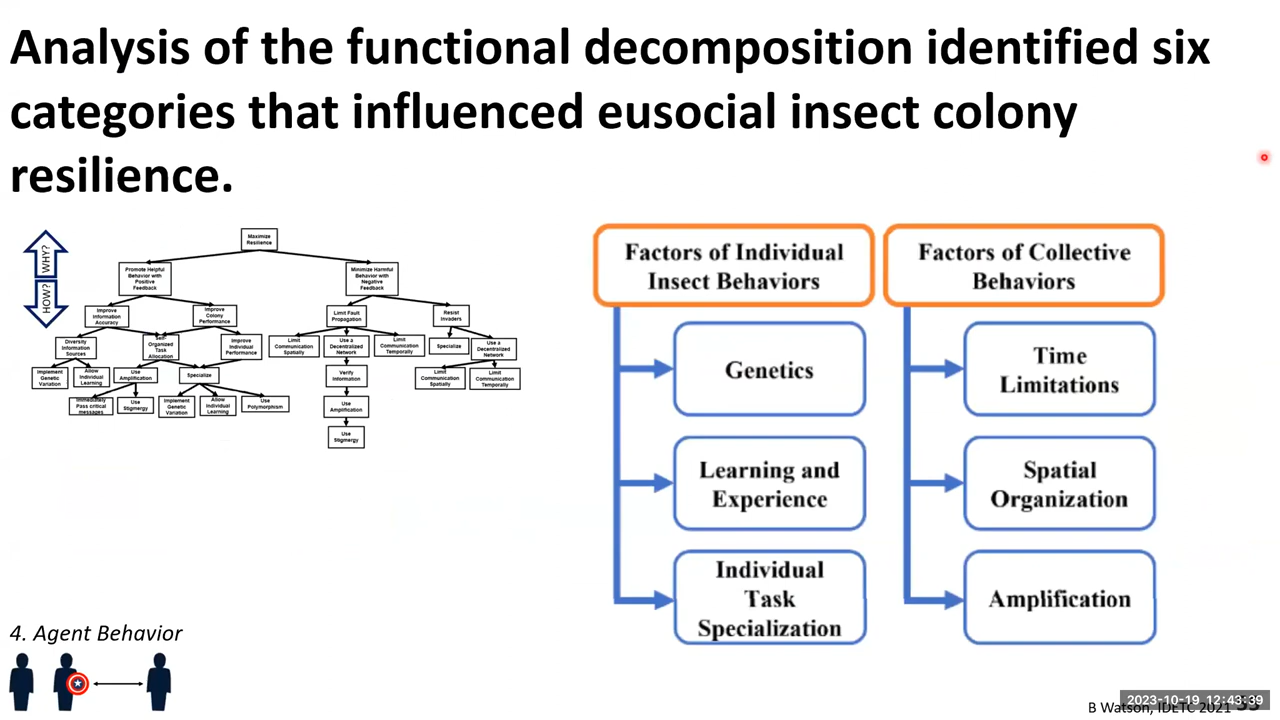 Analysis of the functional decomposition identified six
categories that influenced eusocial insect colony
resilience.
WHY?
HOW?
Maximize
Resilience
Promote Helpful
Behavior with
Positive
Feedback
Minimize Harmful
Behavior with
Negative
Feedback
Improve
Information
Accuracy
Improve
Colony
Performance
Limit Fault
Propagation
Resist
Invaders
Diversity
Information
Sources
Self-
Organized
Task
Allocation
Improve
Individual
Performance
Limit
Communication
Spatially
Use a
Decentralized
Network
Limit
Communication
Temporally
Specialize
Use a
Decentralized
Network
Implement
Genetic
Variation
Allow
Individual
Learning
Use
Amplification
Specialize
Verify
Information
Limit
Communication
Spatially
Limit
Communication
Temporally
Immediately
Pass critical
messages
Use
Stigmergy
Implement
Genetic
Variation
Allow
Individual
Learning
Use
Polymorphism
Use
Amplification
Use
Stigmergy
Factors of Individual
Insect Behaviors
Genetics
Learning and
Experience
Individual
Task
Specialization
Factors of Collective
Behaviors
Time
Limitations
Spatial
Organization
Amplification
4. Agent Behavior
B Watson, IDETC 2021
2023-10-19 12:43:39